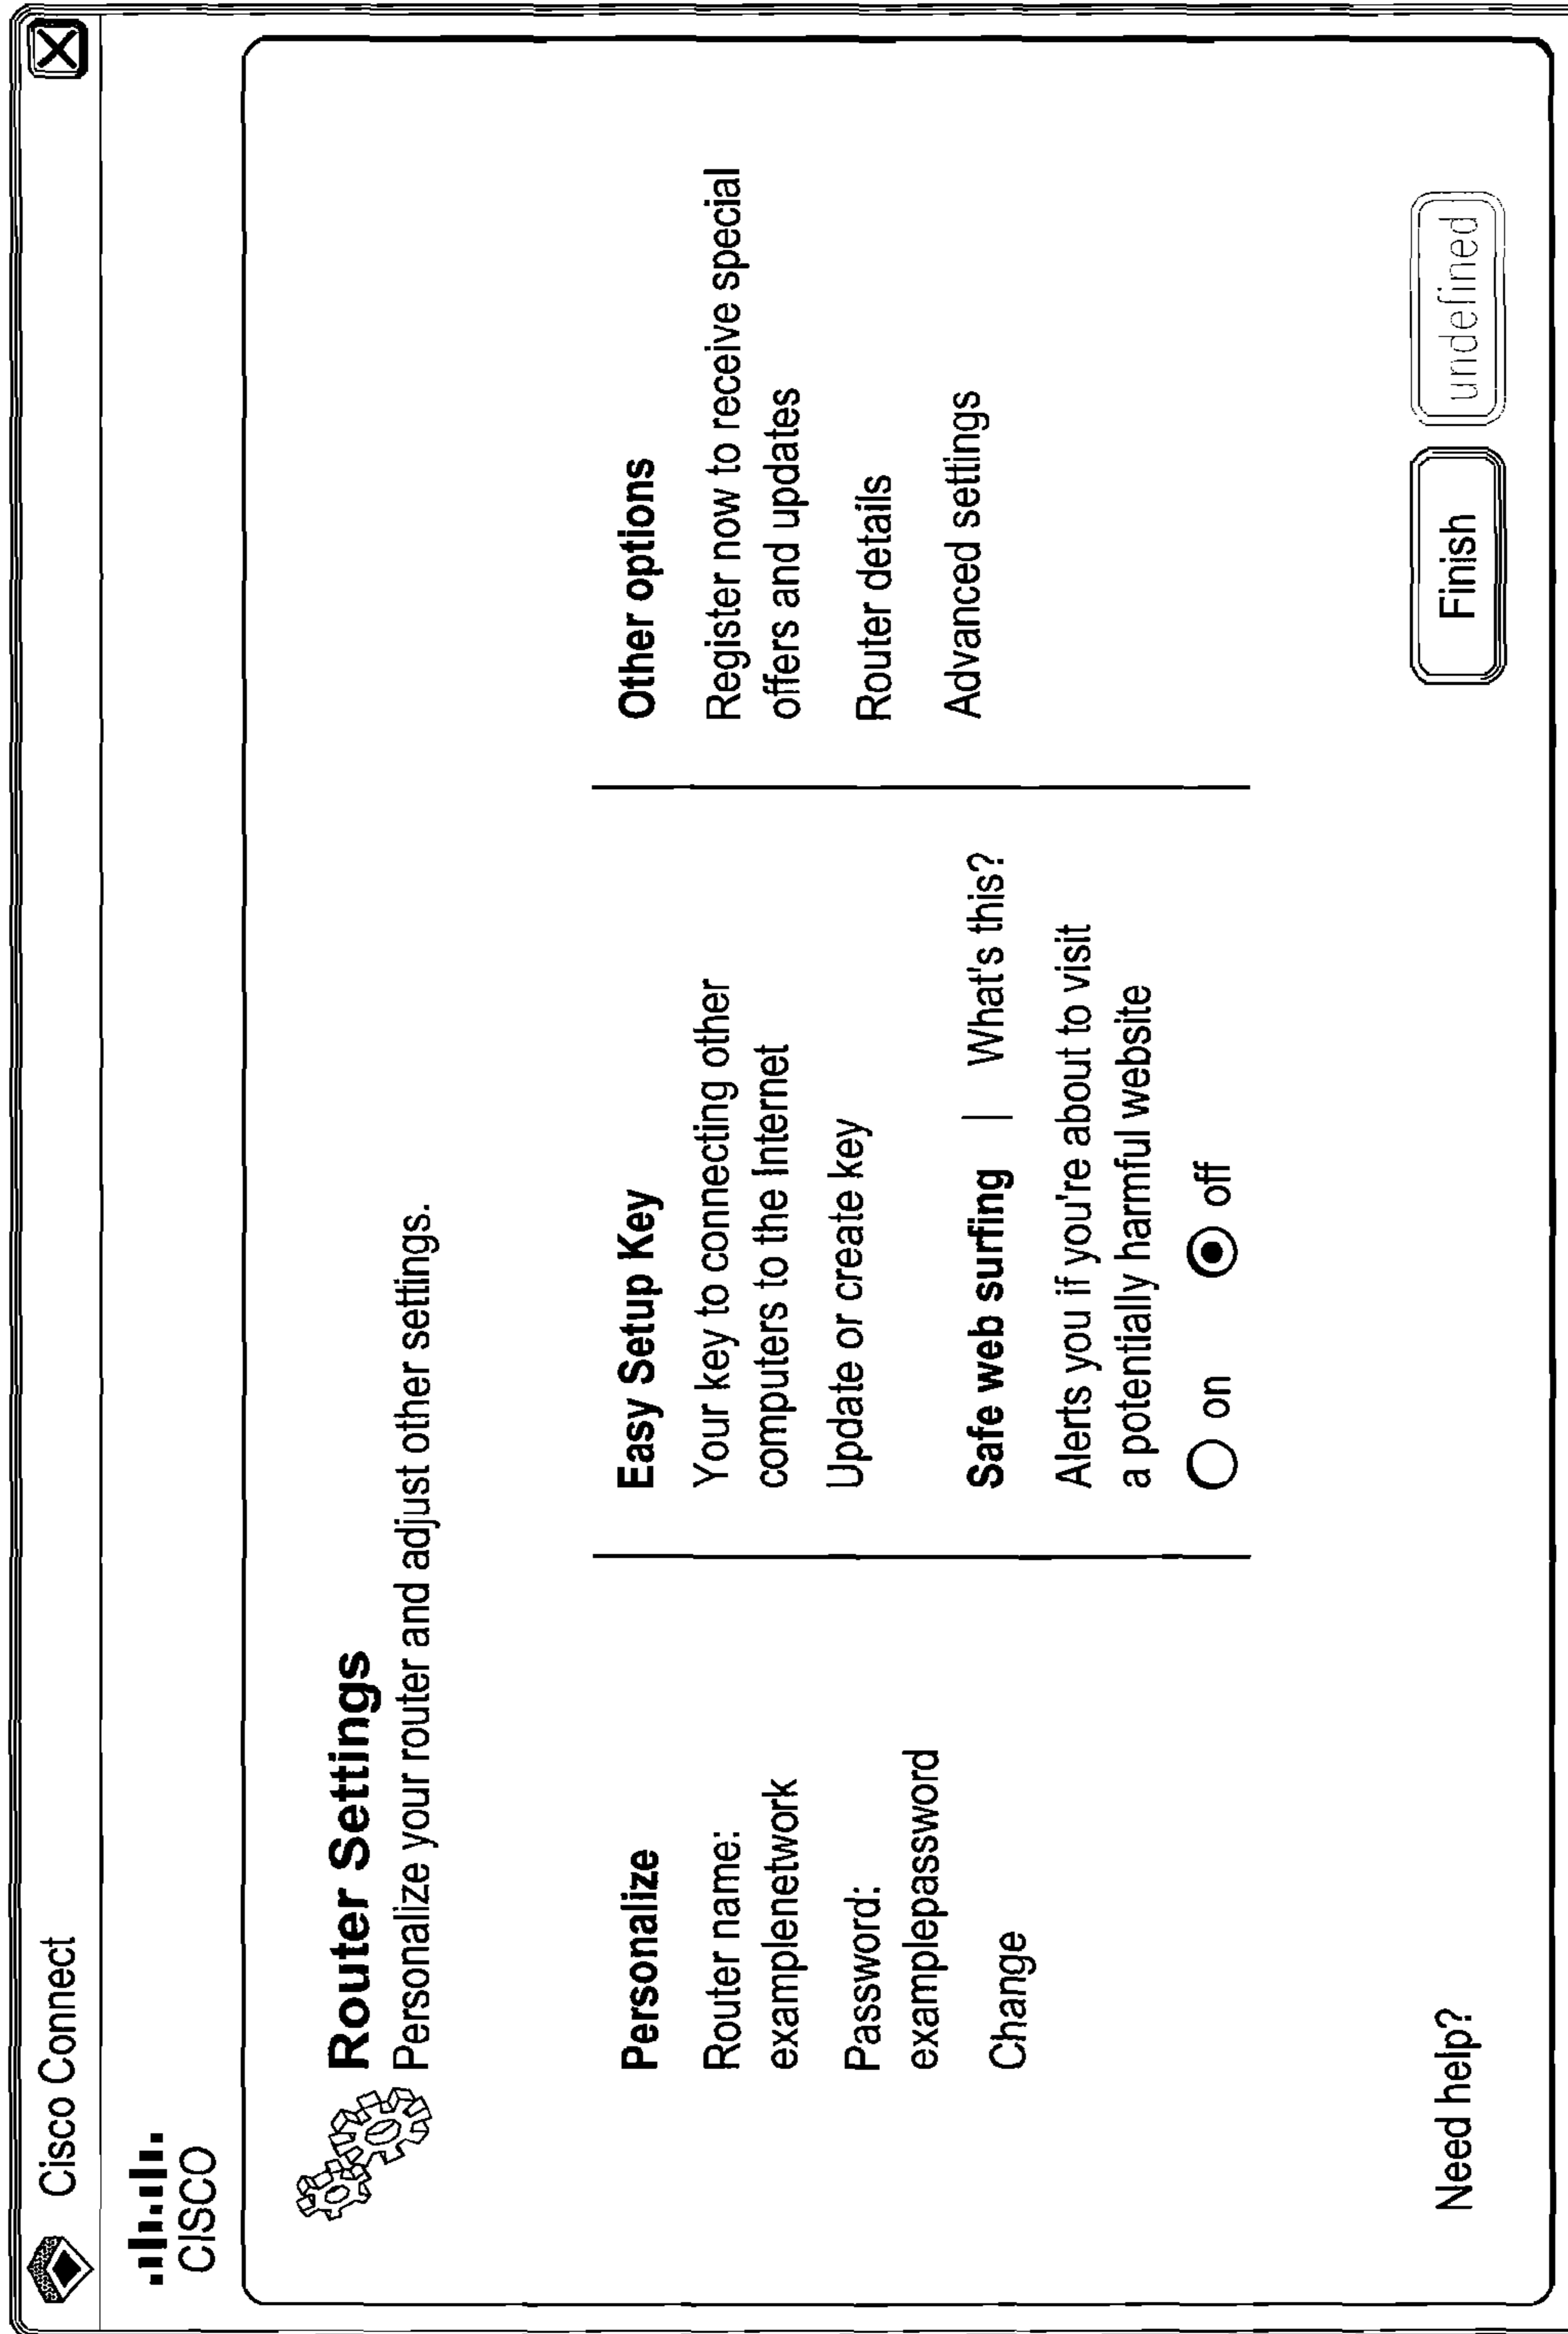 Cisco Connect
CISCO
Router Settings
Personalize your router and adjust other settings.
Personalize
Router name:
examplenetwork
Password:
examplepassword
Change
Easy Setup Key
Your key to connecting other
computers to the Internet
Update or create key
Safe web surfing | What's this?
Alerts you if you're about to visit
a potentially harmful website
on off
Other options
Register now to receive special
offers and updates
Router details
Advanced settings
Need help?
Finish
undefined